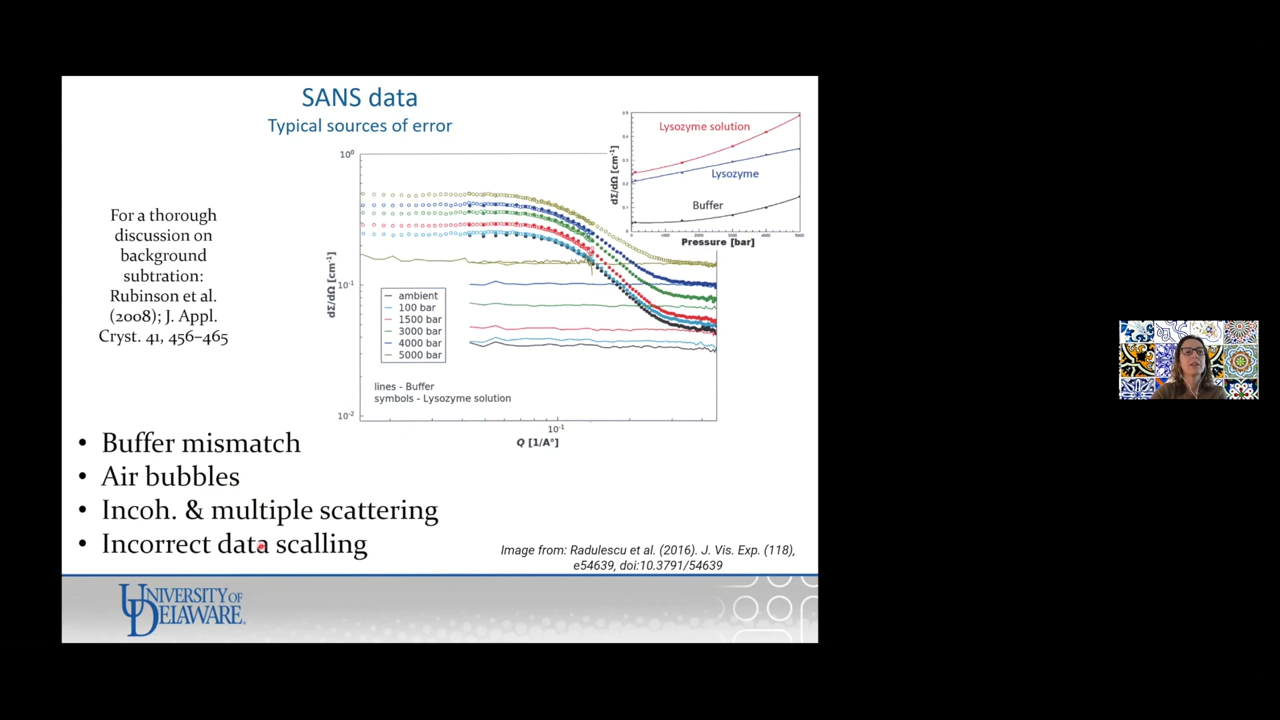 SANS data
Typical sources of error
For a thorough
discussion on
background
subtration:
Rubinson et al.
(2008); J. Appl.
Cryst. 41, 456–465
10⁰
10⁻¹
10⁻²
dΣ/dΩ [cm⁻¹]
ambient
100 bar
1500 bar
3000 bar
4000 bar
5000 bar
lines - Buffer
symbols - Lysozyme solution
10⁻¹
Q [1/A°]
dΣ/dΩ [cm⁻¹]
Lysozyme solution
Lysozyme
Buffer
Pressure [bar]
• Buffer mismatch
• Air bubbles
• Incoh. & multiple scattering
• Incorrect data scalling
Image from: Radulescu et al. (2016). J. Vis. Exp. (118),
e54639, doi:10.3791/54639
UNIVERSITY OF
DELAWARE.